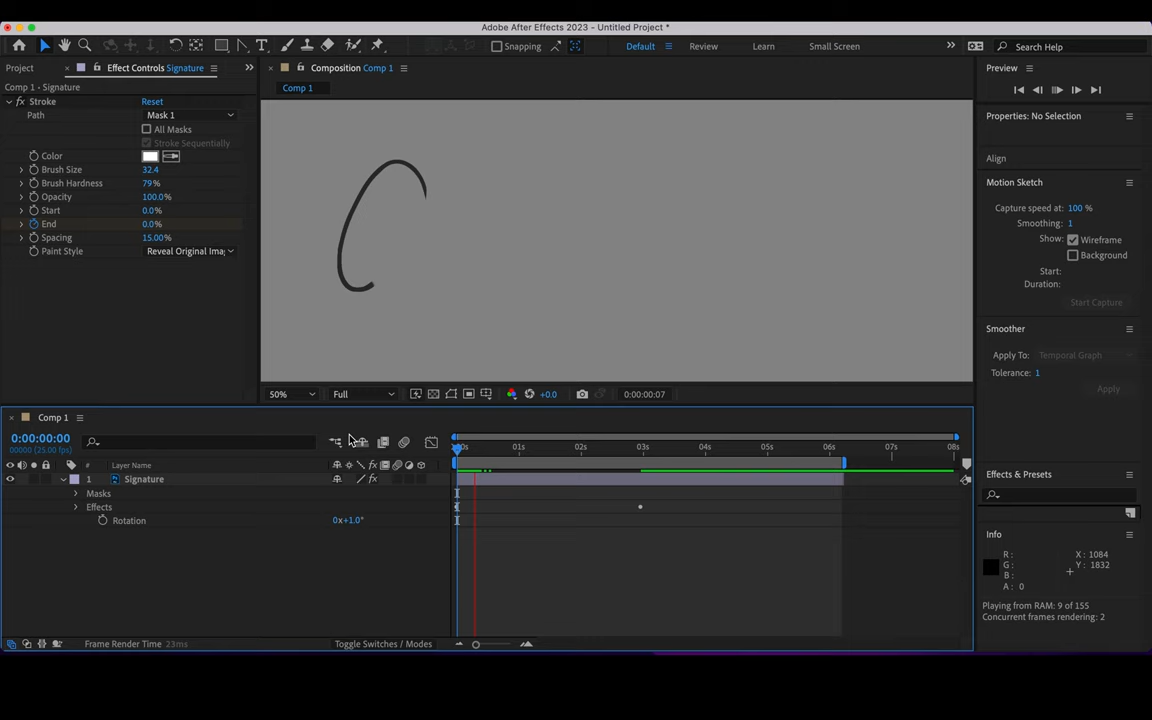 Adobe After Effects 2023 - Untitled Project *
Snapping
Default
Review
Learn
Small Screen
Search Help
Project
Effect Controls Signature
Composition Comp 1
Preview
Comp 1 - Signature
Comp 1
fx Stroke
Reset
Path
Mask 1
All Masks
Stroke Sequentially
Color
Brush Size
32.4
Brush Hardness
79%
Opacity
100.0%
Start
0.0%
End
0.0%
Spacing
15.00%
Paint Style
Reveal Original Ima
Properties: No Selection
Align
Motion Sketch
Capture speed at: 100 %
Smoothing: 1
Show: Wireframe
Background
Start:
Duration:
Start Capture
Smoother
Apply To: Temporal Graph
Tolerance: 1
Apply
50%
Full
+0.0
0:00:00:07
Comp 1
0:00:00:00
00000 (25.00 fps)
01s
02s
03s
04s
05s
06s
07s
08s
# Layer Name
1 Signature
Masks
Effects
Rotation
0x+1.0°
Effects & Presets
Info
R :
G :
B :
A : 0
X : 1084
Y : 1832
Playing from RAM: 9 of 155
Concurrent frames rendering: 2
Frame Render Time 23ms
Toggle Switches / Modes